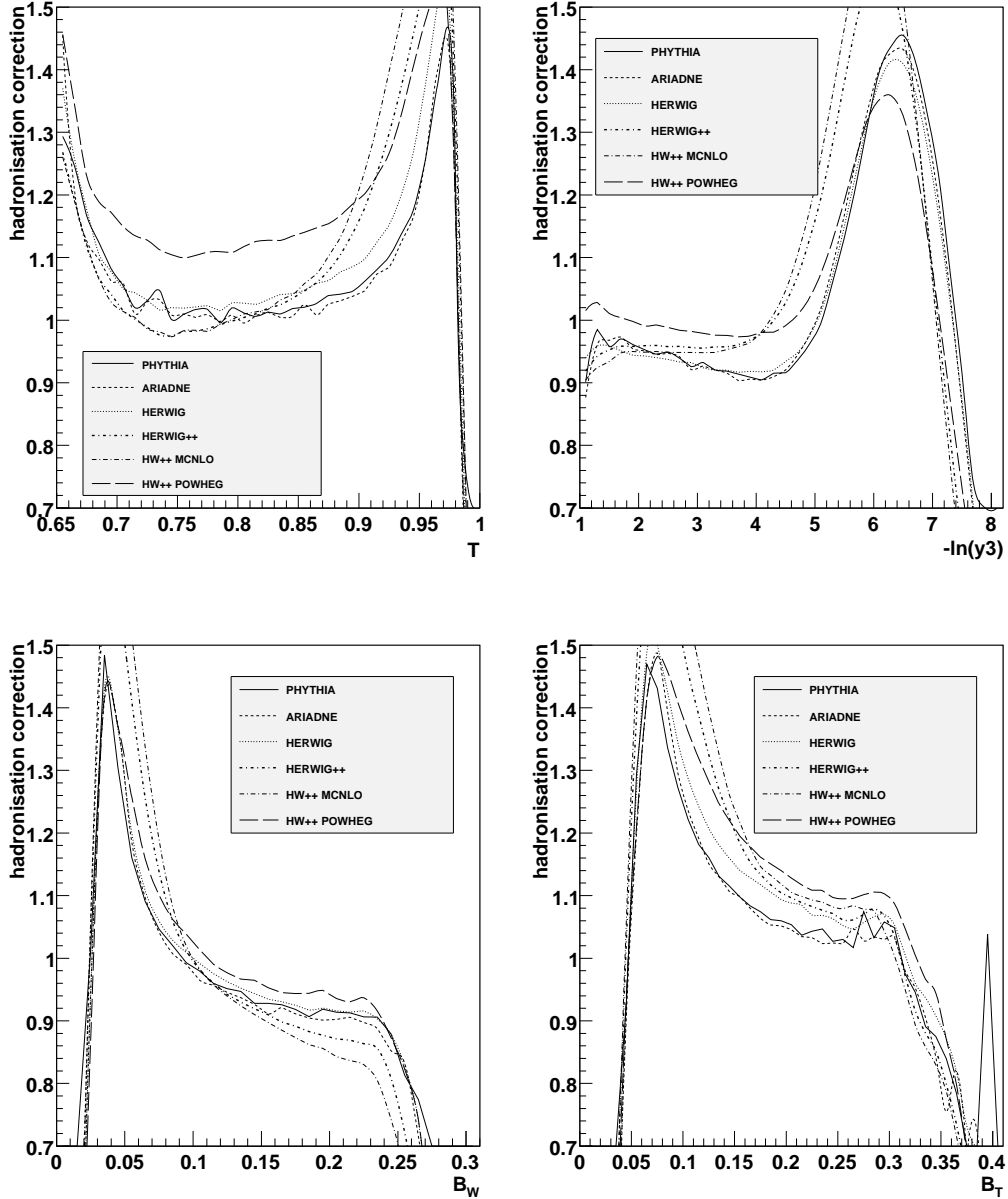 hadronisation correction
1.5
1.4
1.3
1.2
1.1
1
0.9
0.8
0.7
PHYTHIA
ARIADNE
HERWIG
HERWIG++
HW++ MCNLO
HW++ POWHEG
0.65 0.7 0.75 0.8 0.85 0.9 0.95 1
T
hadronisation correction
1.5
1.4
1.3
1.2
1.1
1
0.9
0.8
0.7
PHYTHIA
ARIADNE
HERWIG
HERWIG++
HW++ MCNLO
HW++ POWHEG
1 2 3 4 5 6 7 8
-ln(y3)
hadronisation correction
1.5
1.4
1.3
1.2
1.1
1
0.9
0.8
0.7
PHYTHIA
ARIADNE
HERWIG
HERWIG++
HW++ MCNLO
HW++ POWHEG
0 0.05 0.1 0.15 0.2 0.25 0.3
B_W
hadronisation correction
1.5
1.4
1.3
1.2
1.1
1
0.9
0.8
0.7
PHYTHIA
ARIADNE
HERWIG
HERWIG++
HW++ MCNLO
HW++ POWHEG
0 0.05 0.1 0.15 0.2 0.25 0.3 0.35 0.4
B_T